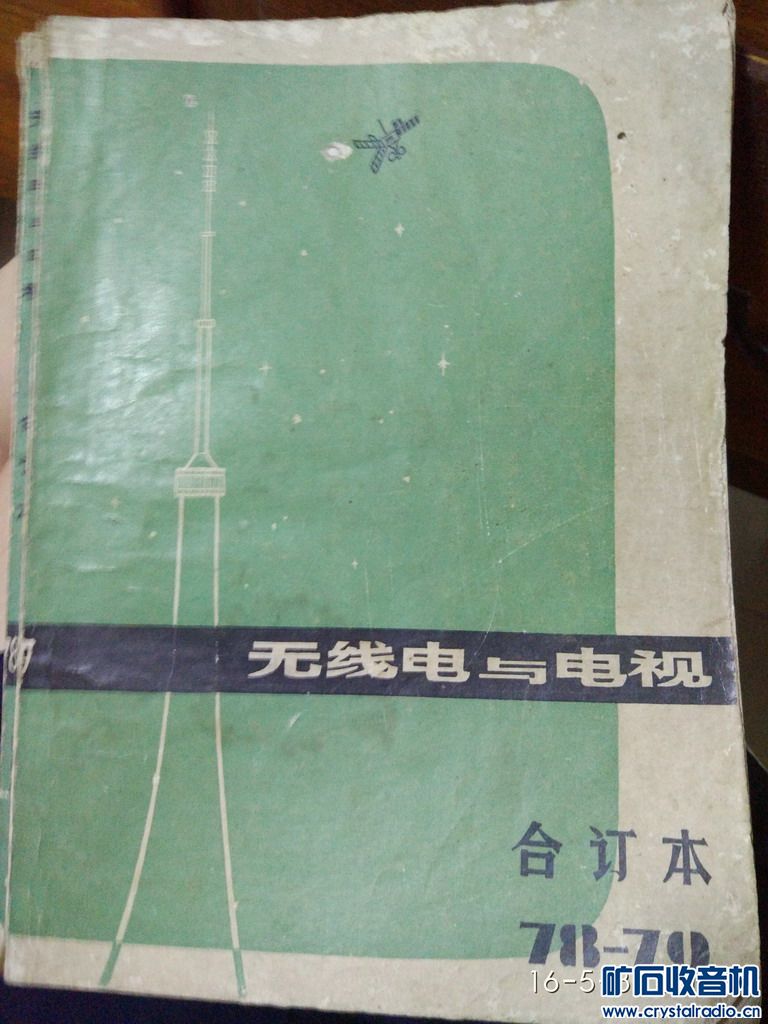 无线电与电视
合订本
78-79
16-5-
矿石收音机
www.crystalradio.cn